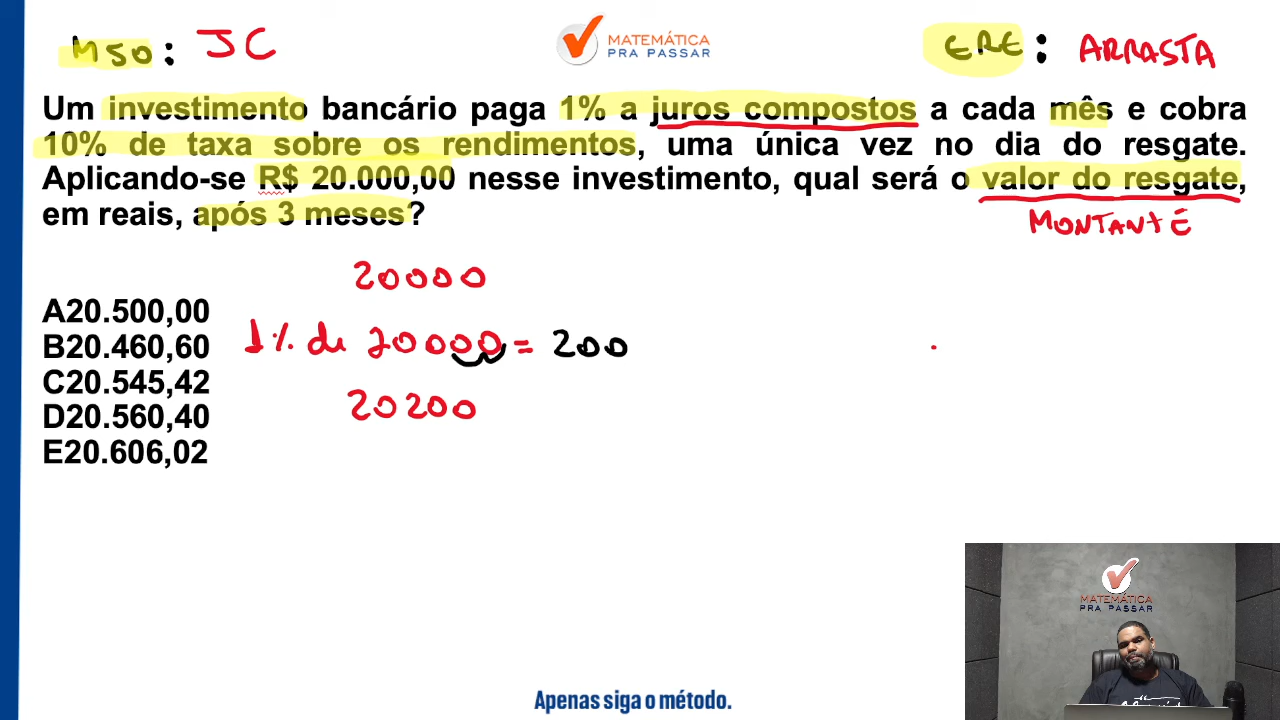 MSO: JC
MATEMÁTICA
PRA PASSAR
ERE: ARRASTA
Um investimento bancário paga 1% a juros compostos a cada mês e cobra
10% de taxa sobre os rendimentos, uma única vez no dia do resgate.
Aplicando-se R$ 20.000,00 nesse investimento, qual será o valor do resgate,
em reais, após 3 meses?
MONTANTE
20000
A20.500,00
1% de 20000 = 200
B20.460,60
C20.545,42
20200
D20.560,40
E20.606,02
MATEMÁTICA
PRA PASSAR
Apenas siga o método.